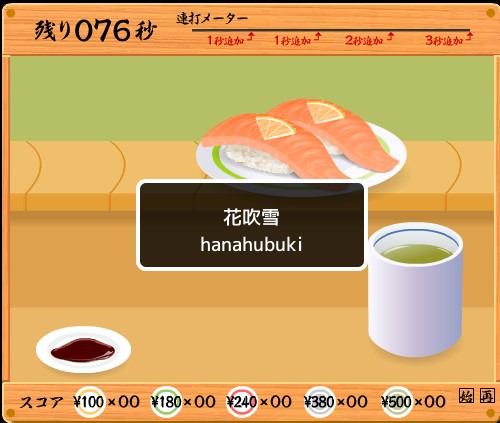 残り076秒
連打メーター
1秒追加 1秒追加 2秒追加 3秒追加
花吹雪
hanahubuki
スコア ¥100×00 ¥180×00 ¥240×00 ¥380×00 ¥500×00 始 再